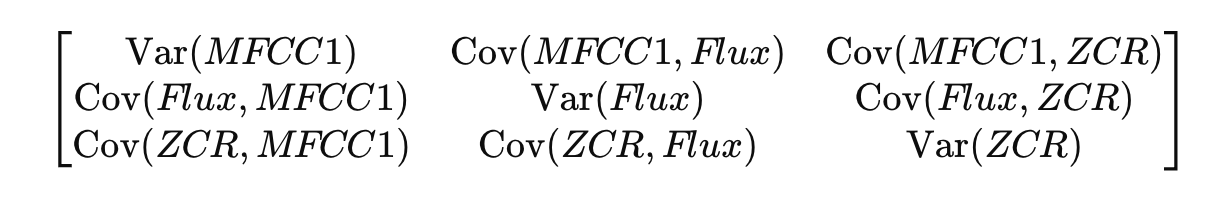 Var(MFCC1) Cov(MFCC1, Flux) Cov(MFCC1, ZCR)
Cov(Flux, MFCC1) Var(Flux) Cov(Flux, ZCR)
Cov(ZCR, MFCC1) Cov(ZCR, Flux) Var(ZCR)